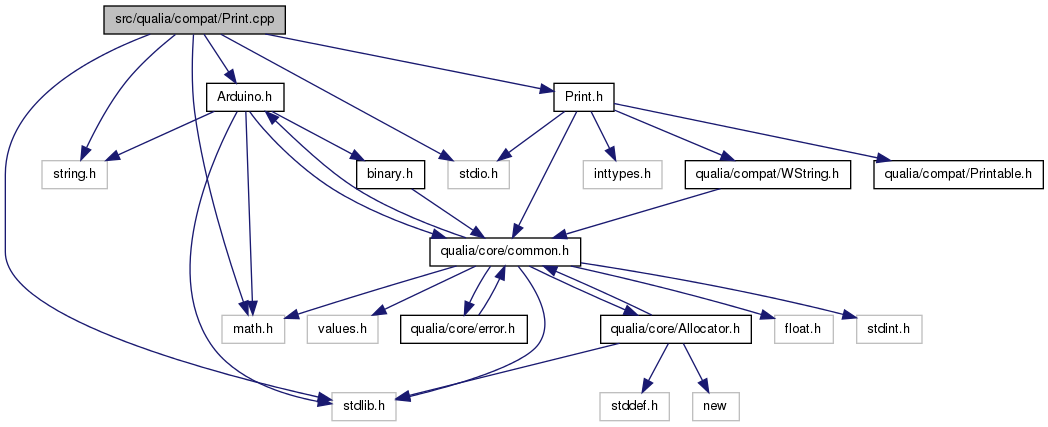 src/qualia/compat/Print.cpp
Arduino.h
Print.h
string.h
binary.h
stdio.h
inttypes.h
qualia/compat/WString.h
qualia/compat/Printable.h
qualia/core/common.h
math.h
values.h
qualia/core/error.h
qualia/core/Allocator.h
float.h
stdint.h
stdlib.h
stddef.h
new